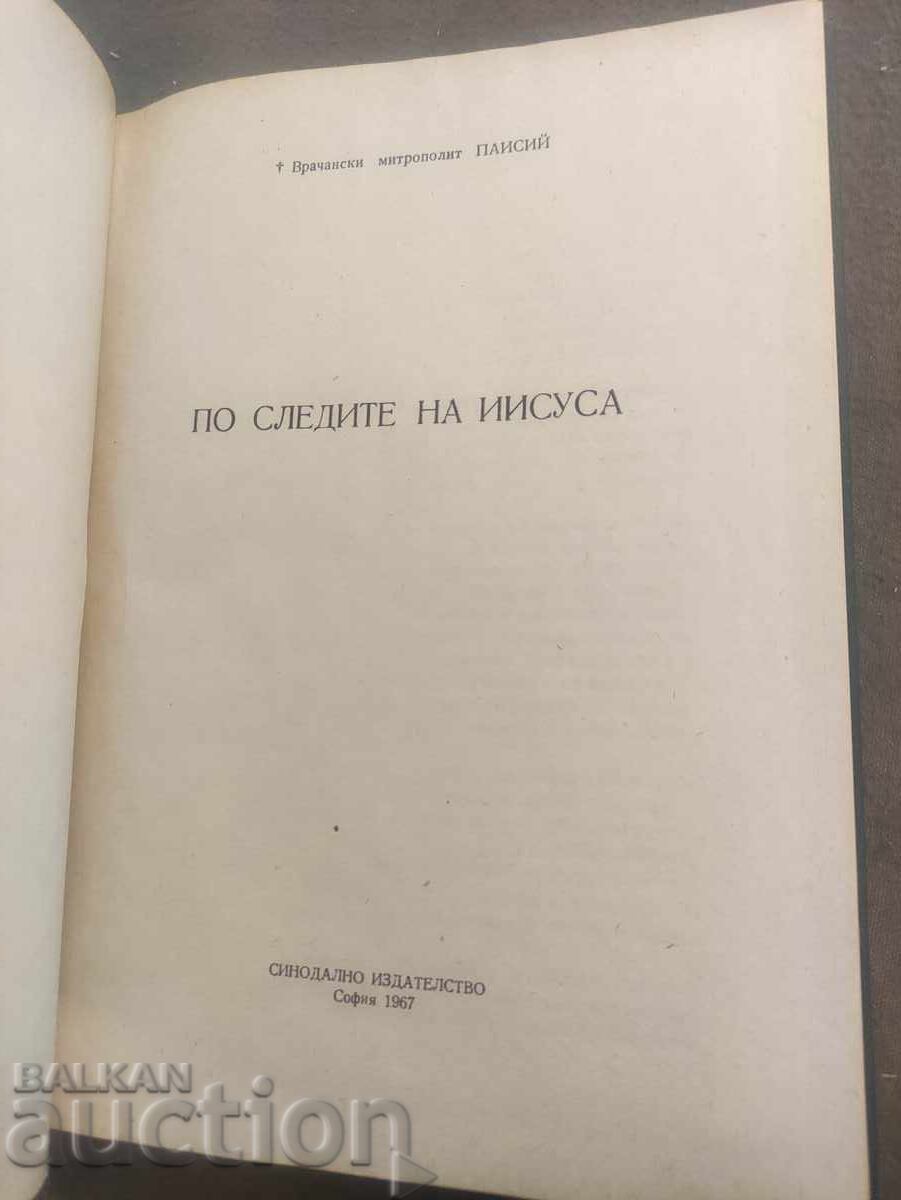 † Врачански митрополит ПАИСИЙ
ПО СЛЕДИТЕ НА ИИСУСА
СИНОДАЛНО ИЗДАТЕЛСТВО
София 1967
BALKAN
auction